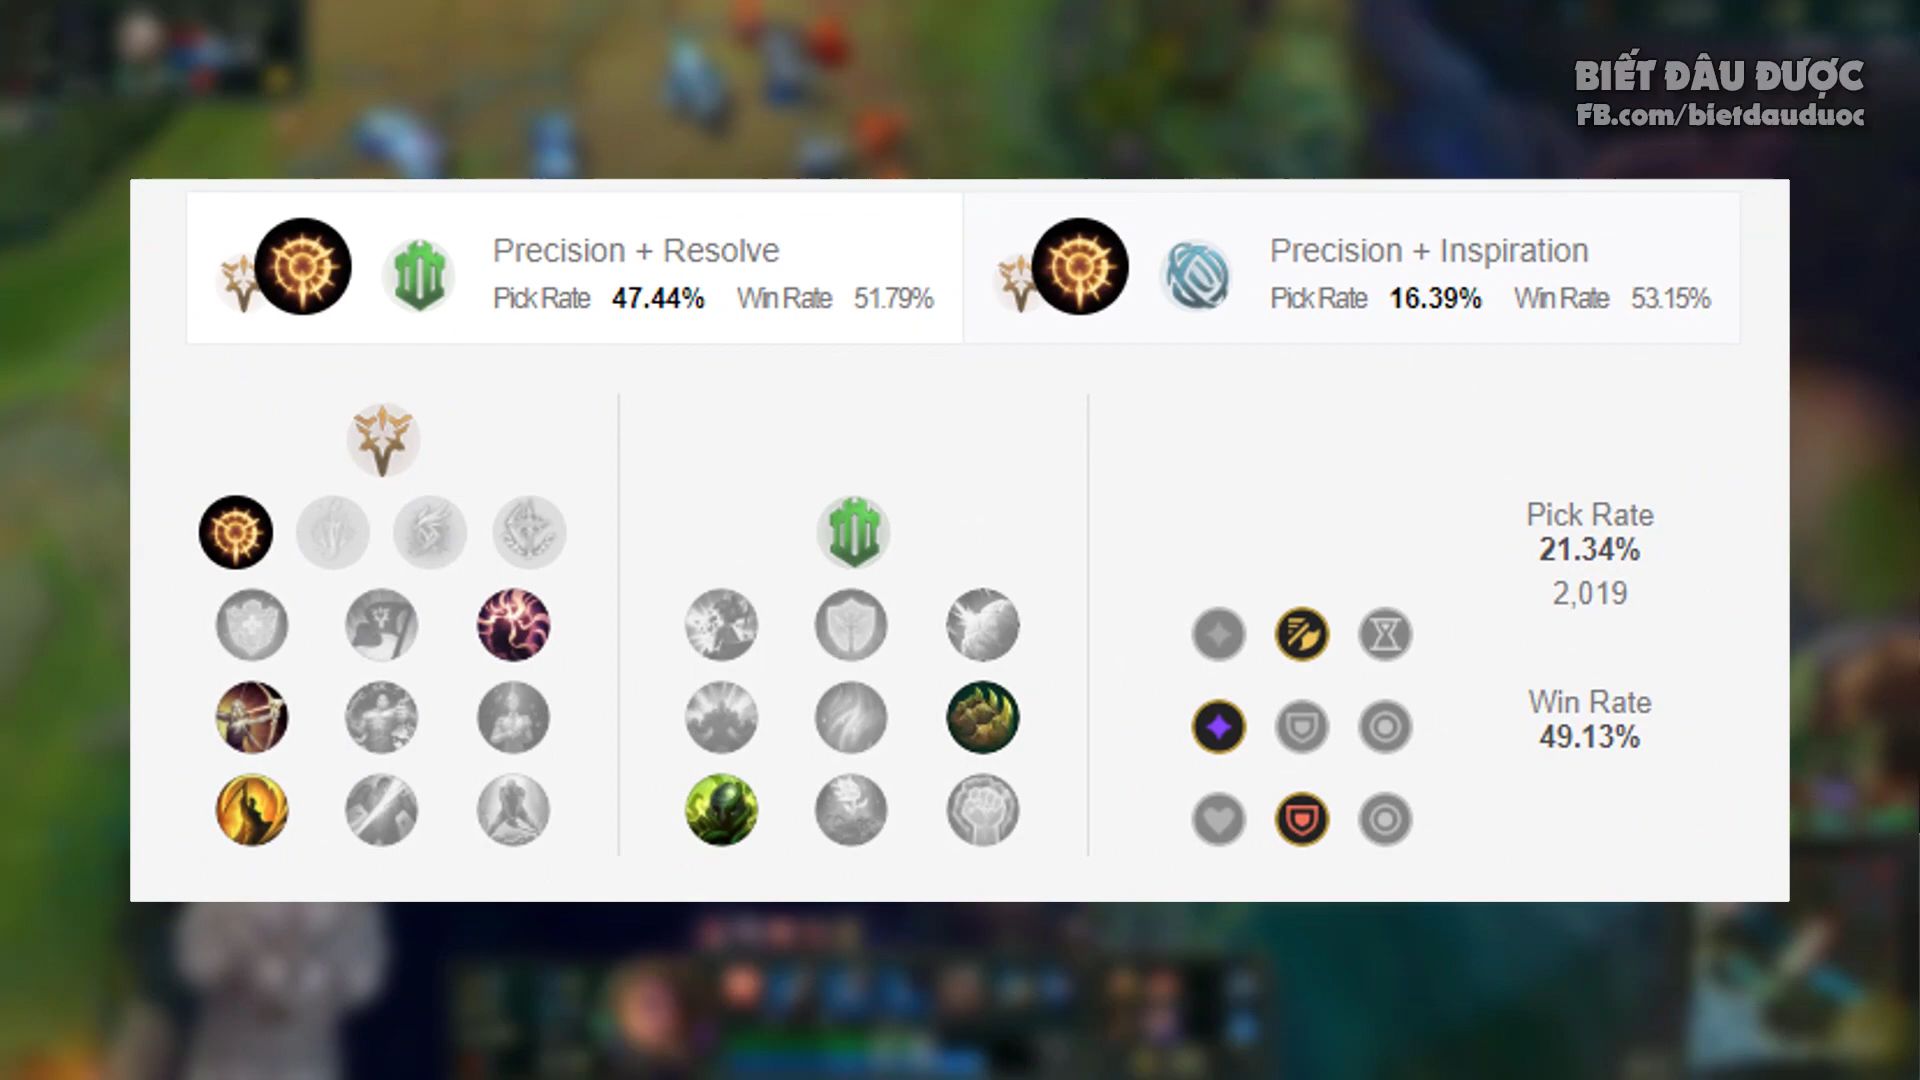 BIẾT ĐÂU ĐƯỢC
FB.com/bietdauduoc
Precision + Resolve
Pick Rate 47.44% Win Rate 51.79%
Precision + Inspiration
Pick Rate 16.39% Win Rate 53.15%
Pick Rate
21.34%
2,019
Win Rate
49.13%